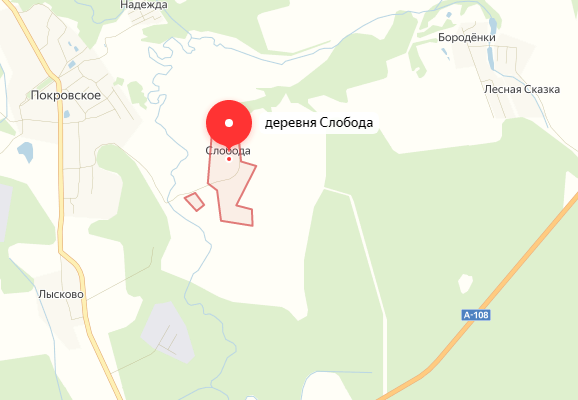 Надежда
Бородёнки
Лесная Сказка
Покровское
деревня Слобода
Слобода
Лысково
А-108